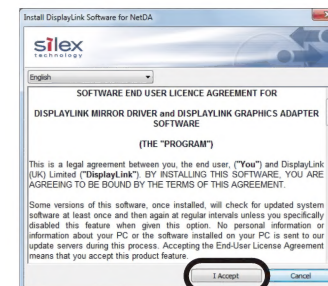 Install DisplayLink Software for NetDA
silex
technology
English
SOFTWARE END USER LICENCE AGREEMENT FOR
DISPLAYLINK MIRROR DRIVER and DISPLAYLINK GRAPHICS ADAPTER
SOFTWARE
(THE "PROGRAM")
This is a legal agreement between you, the end user, ("You") and DisplayLink
(UK) Limited ("DisplayLink"). BY INSTALLING THIS SOFTWARE, YOU ARE
AGREEING TO BE BOUND BY THE TERMS OF THIS AGREEMENT.
Some versions of this software, once installed, will check for updated system
software at least once and then again at regular intervals unless you specifically
disabled this feature when given this option. No personal information or
information about your PC or the software installed on your PC is sent to our
update servers during this process. Accepting the End-User License Agreement
means that you accept this product feature.
I Accept
Cancel